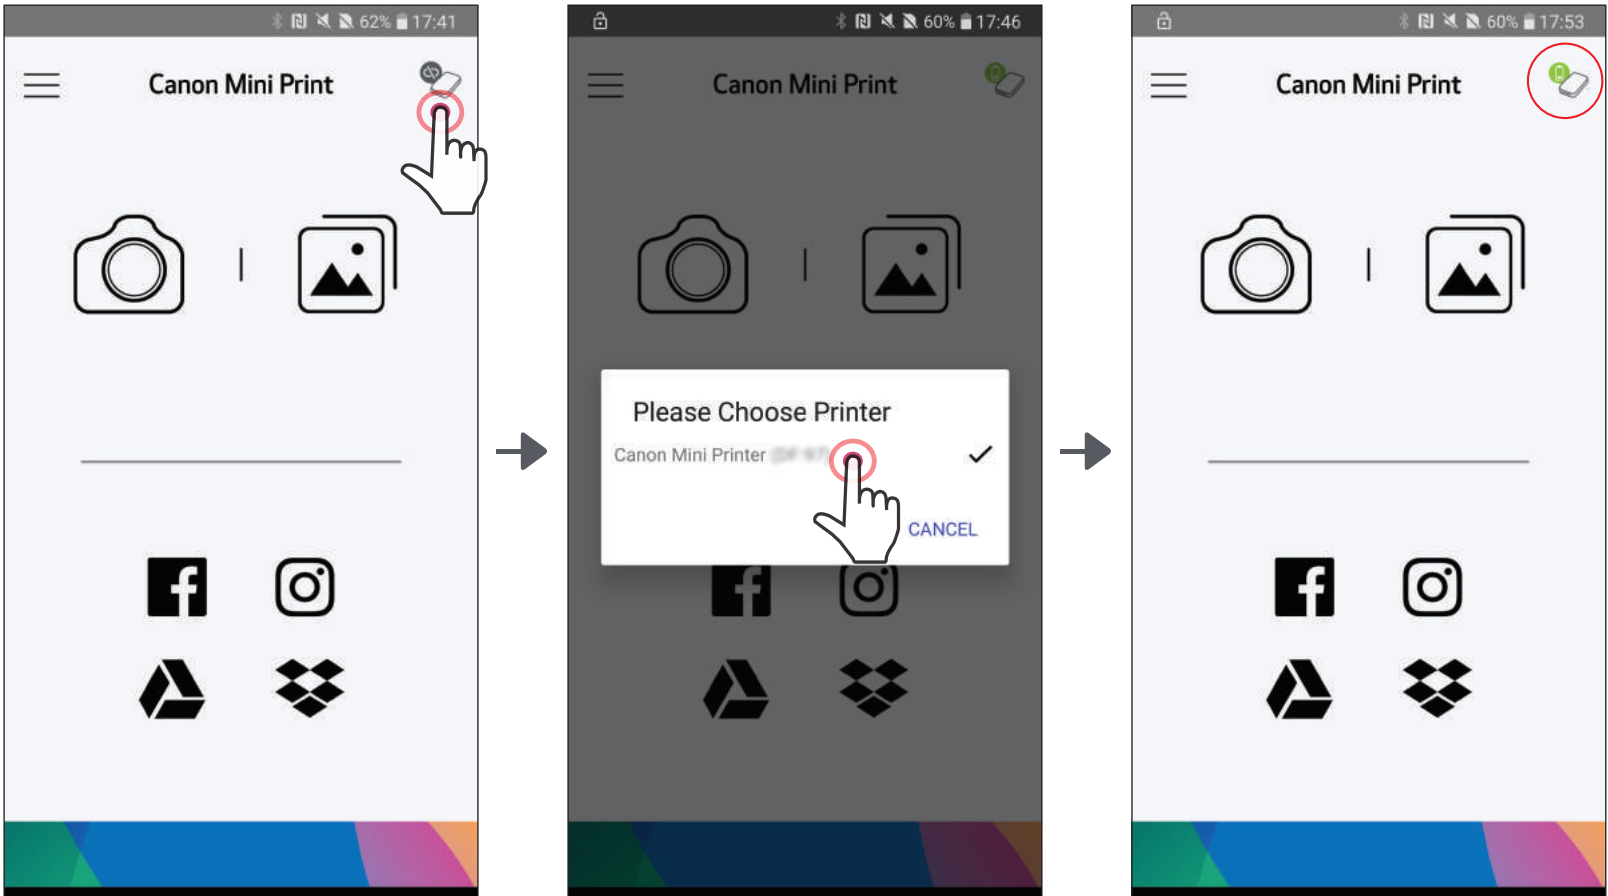 62% 17:41
Canon Mini Print
60% 17:46
Canon Mini Print
Please Choose Printer
Canon Mini Printer
CANCEL
60% 17:53
Canon Mini Print